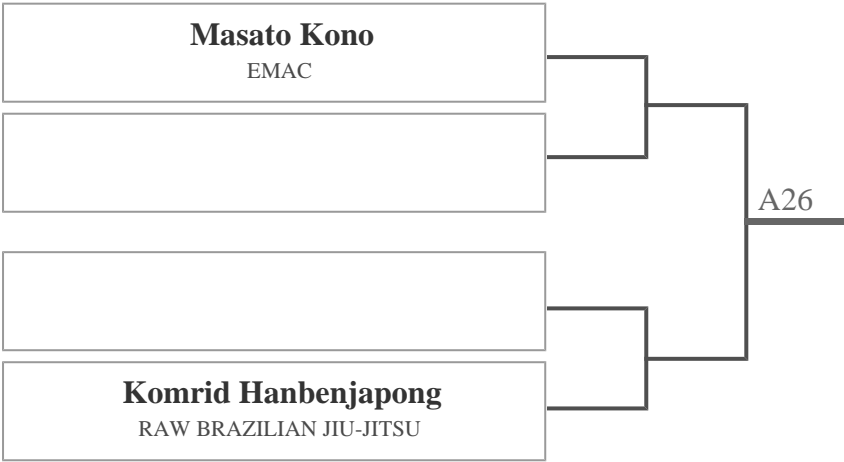 Masato Kono
EMAC
A26
Komrid Hanbenjapong
RAW BRAZILIAN JIU-JITSU